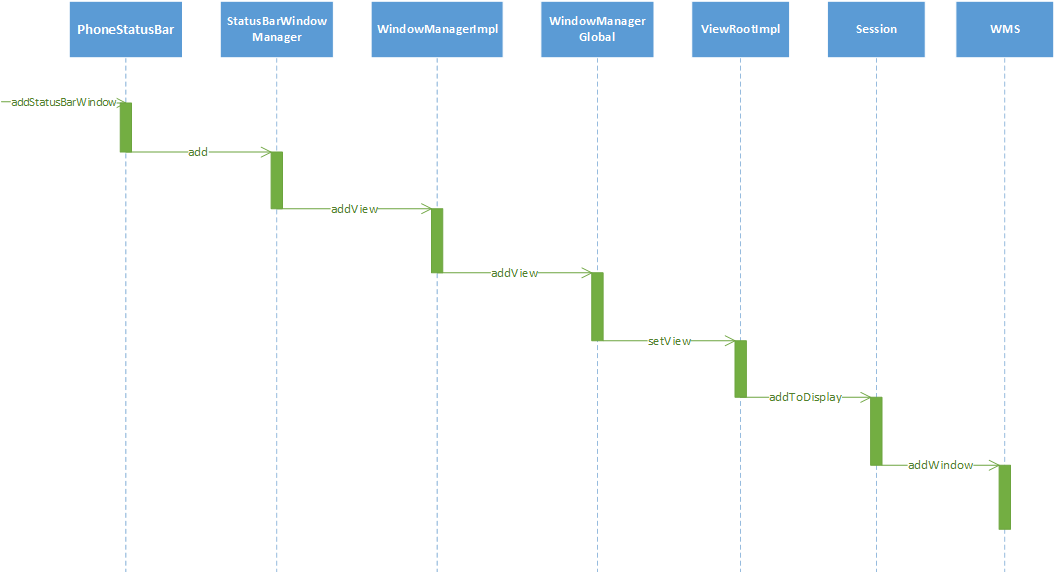 PhoneStatusBar
StatusBarWindow
Manager
WindowManagerImpl
WindowManager
Global
ViewRootImpl
Session
WMS
addStatusBarWindow
add
addView
addView
setView
addToDisplay
addWindow